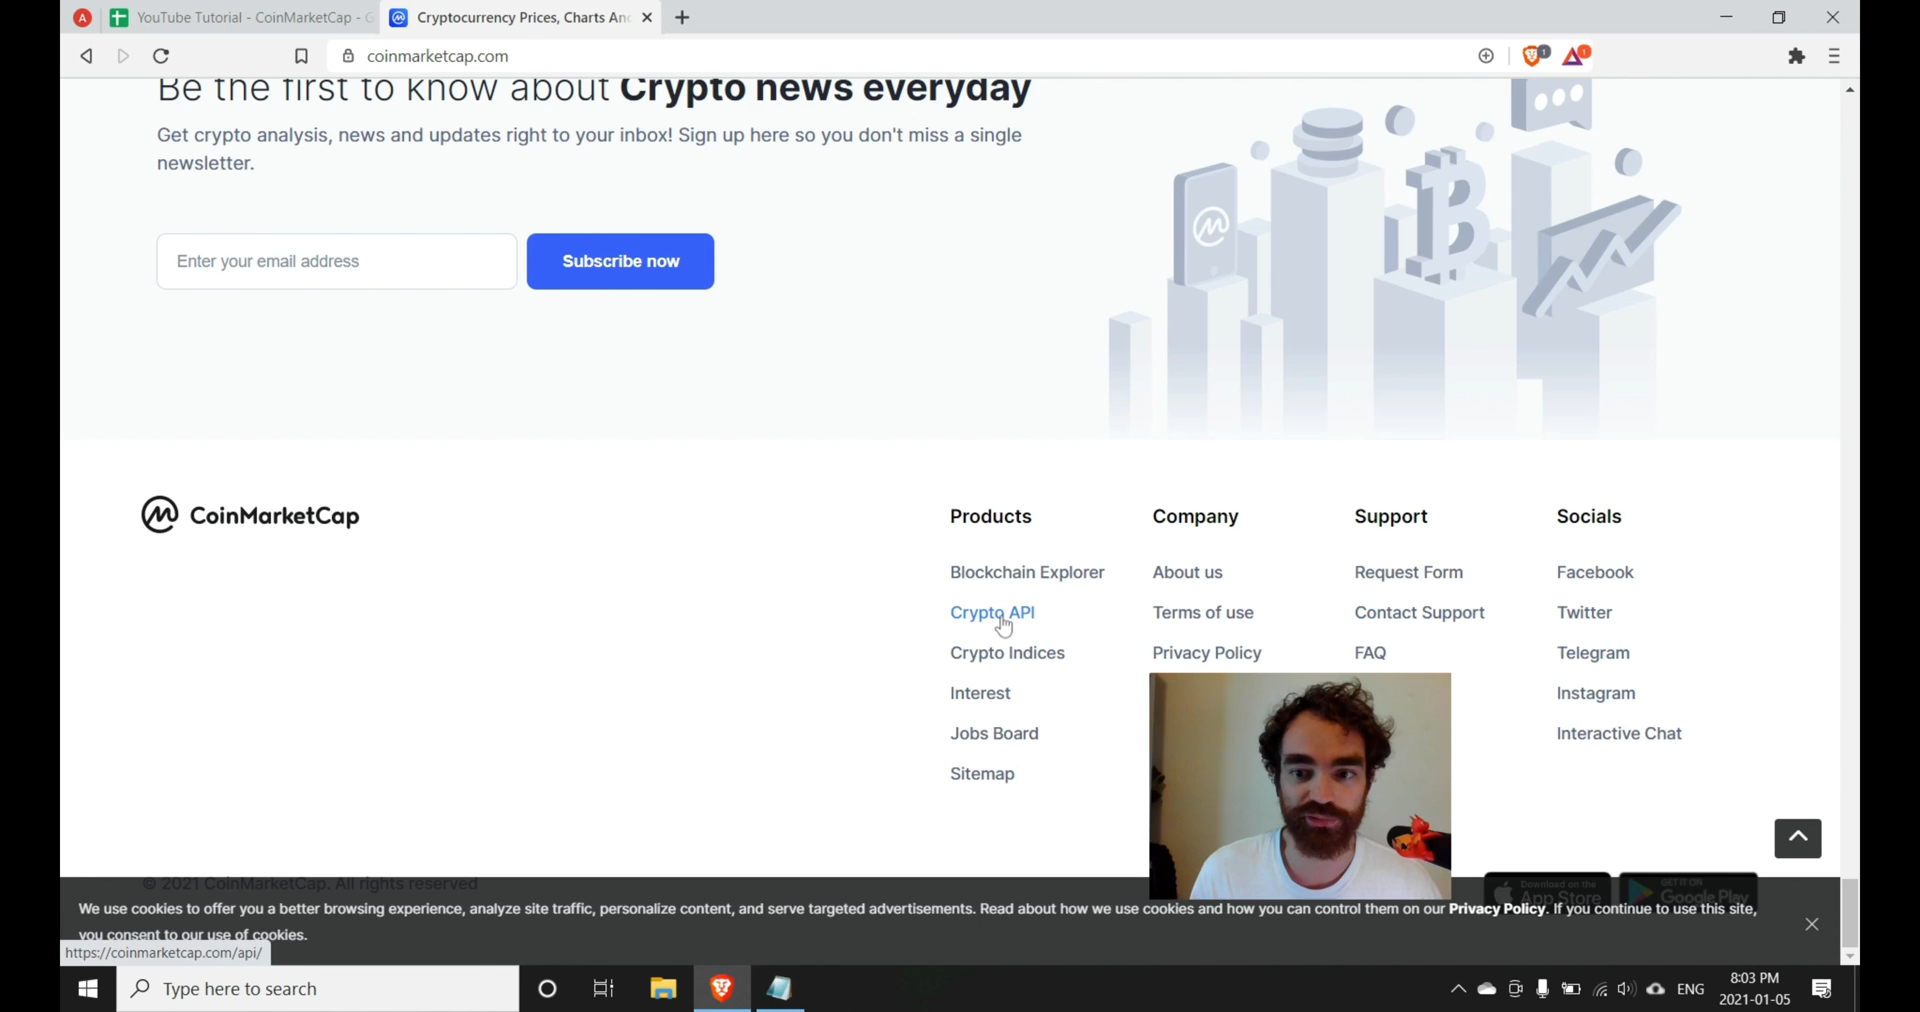 A
YouTube Tutorial - CoinMarketCap - G
Cryptocurrency Prices, Charts An
coinmarketcap.com
1
1
Be the first to know about Crypto news everyday
Get crypto analysis, news and updates right to your inbox! Sign up here so you don't miss a single
newsletter.
Enter your email address
Subscribe now
CoinMarketCap
Products
Blockchain Explorer
Crypto API
Crypto Indices
Interest
Jobs Board
Sitemap
Company
About us
Terms of use
Privacy Policy
Support
Request Form
Contact Support
FAQ
Socials
Facebook
Twitter
Telegram
Instagram
Interactive Chat
© 2021 CoinMarketCap. All rights reserved
Download on the
App Store
GET IT ON
Google Play
We use cookies to offer you a better browsing experience, analyze site traffic, personalize content, and serve targeted advertisements. Read about how we use cookies and how you can control them on our Privacy Policy. If you continue to use this site,
you consent to our use of cookies.
https://coinmarketcap.com/api/
Type here to search
ENG
8:03 PM
2021-01-05